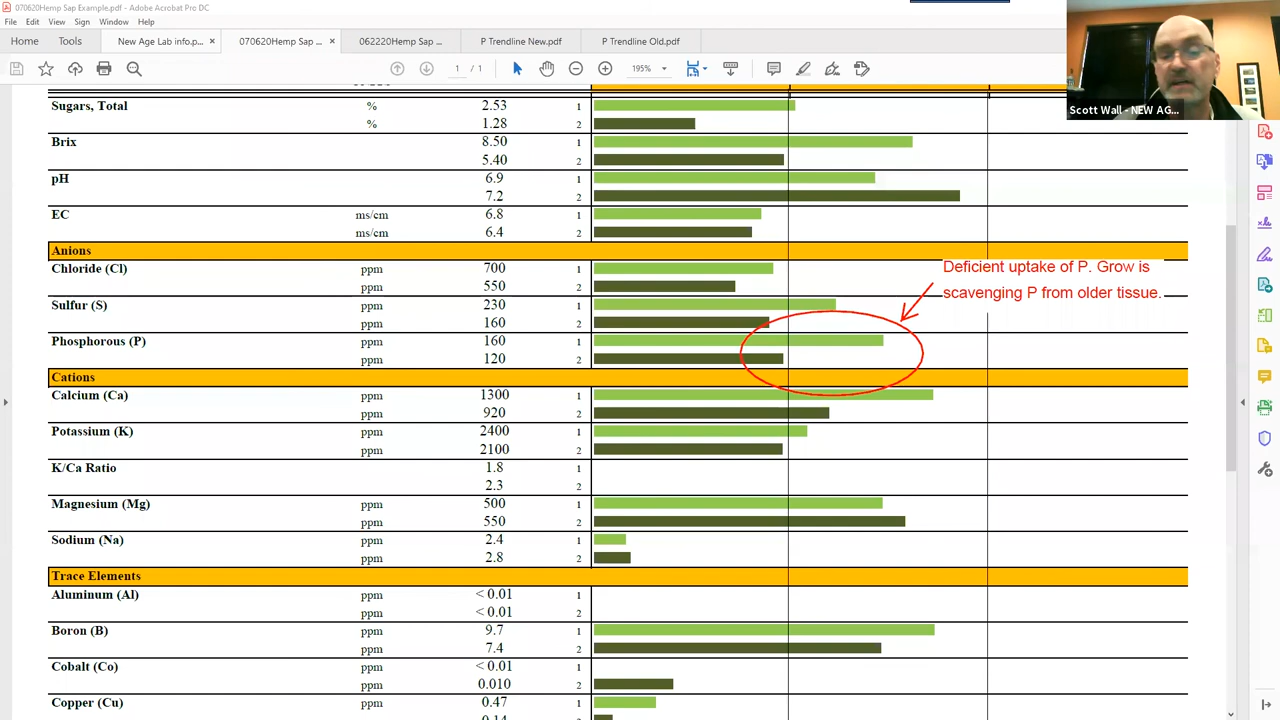 070620Hemp Sap Example.pdf - Adobe Acrobat Pro DC
File Edit View Sign Window Help
Home Tools New Age Lab info.p... × 070620Hemp Sap ... × 062220Hemp Sap ... P Trendline New.pdf P Trendline Old.pdf
1 / 1 195%
Sugars, Total % 2.53 1
% 1.28 2
Brix 8.50 1
5.40 2
pH 6.9 1
7.2 2
EC ms/cm 6.8 1
ms/cm 6.4 2
Anions
Chloride (Cl) ppm 700 1
ppm 550 2
Sulfur (S) ppm 230 1
ppm 160 2
Phosphorous (P) ppm 160 1
ppm 120 2
Cations
Calcium (Ca) ppm 1300 1
ppm 920 2
Potassium (K) ppm 2400 1
ppm 2100 2
K/Ca Ratio 1.8 1
2.3 2
Magnesium (Mg) ppm 500 1
ppm 550 2
Sodium (Na) ppm 2.4 1
ppm 2.8 2
Trace Elements
Aluminum (Al) ppm < 0.01 1
ppm < 0.01 2
Boron (B) ppm 9.7 1
ppm 7.4 2
Cobalt (Co) ppm < 0.01 1
ppm 0.010 2
Copper (Cu) ppm 0.47 1
Deficient uptake of P. Grow is
scavenging P from older tissue.
Scott Wall - NEW AG...